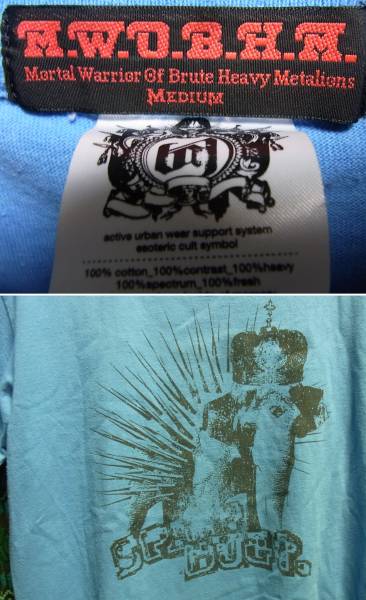 M.W.O.B.H.M.
Mortal Warrior Of Brute Heavy Metalions
Medium
active urban wear support system
esoteric cult symbol
100% cotton_100%contrast_100%heavy
100%spectrum_100%fresh